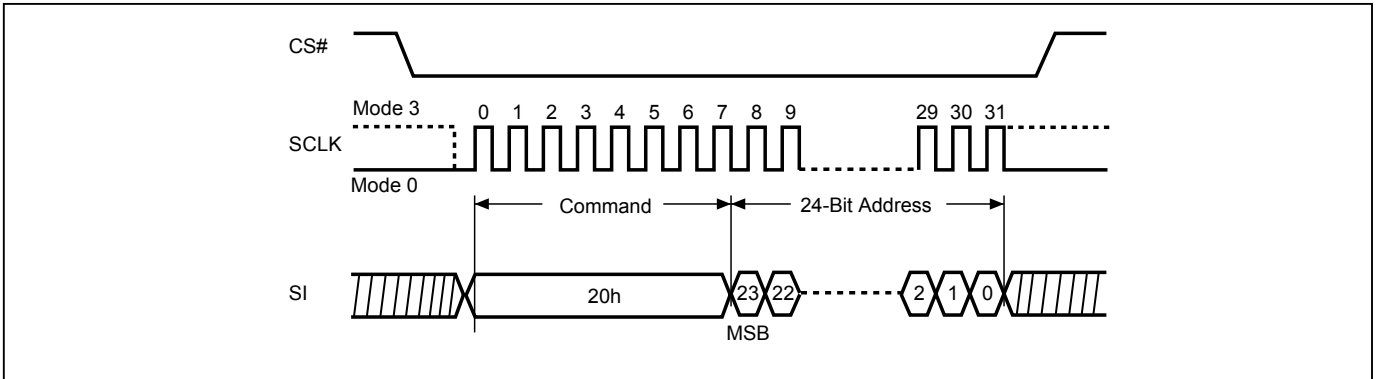 CS#
Mode 3
0 1 2 3 4 5 6 7 8 9 29 30 31
SCLK
Mode 0
Command 24-Bit Address
SI 20h 23 22 2 1 0
MSB